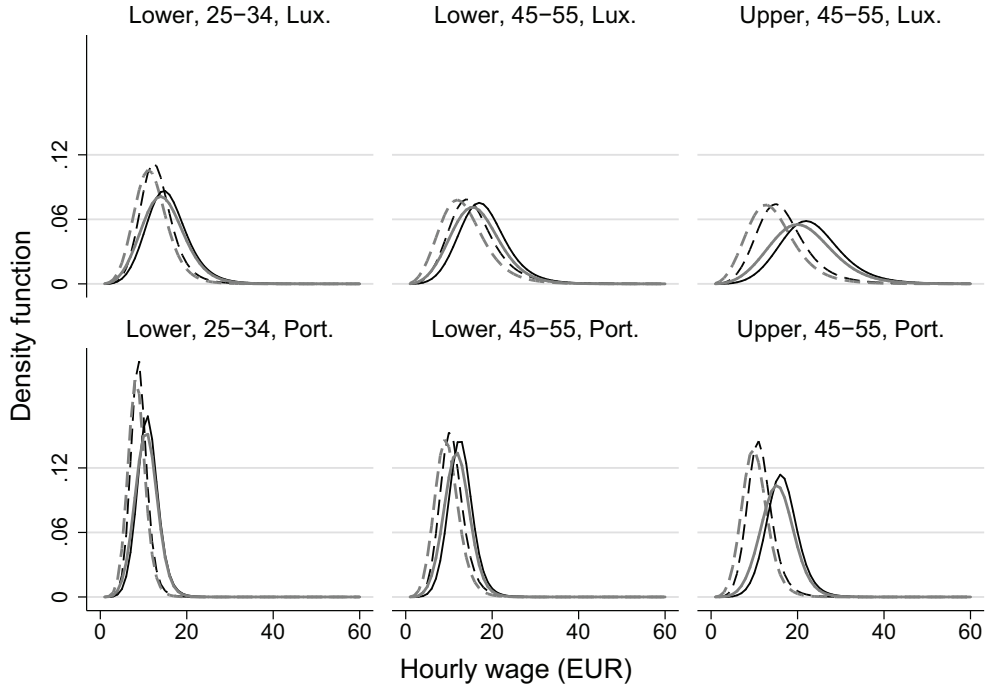 Lower, 25−34, Lux.
Lower, 45−55, Lux.
Upper, 45−55, Lux.
.12
.06
0
Lower, 25−34, Port.
Lower, 45−55, Port.
Upper, 45−55, Port.
.12
.06
0
Density function
0 20 40 60
0 20 40 60
0 20 40 60
Hourly wage (EUR)